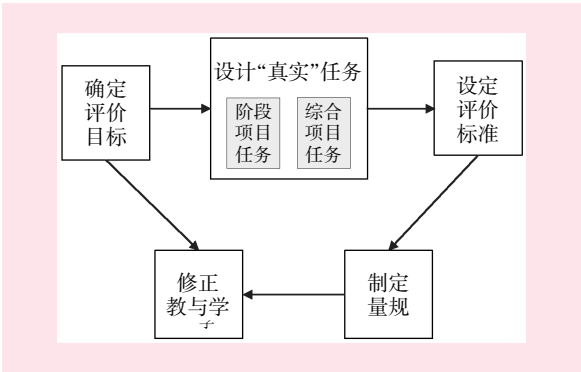 确定
评价
目标
设计“真实”任务
阶段
项目
任务
综合
项目
任务
设定
评价
标准
修正
教与学
制定
量规